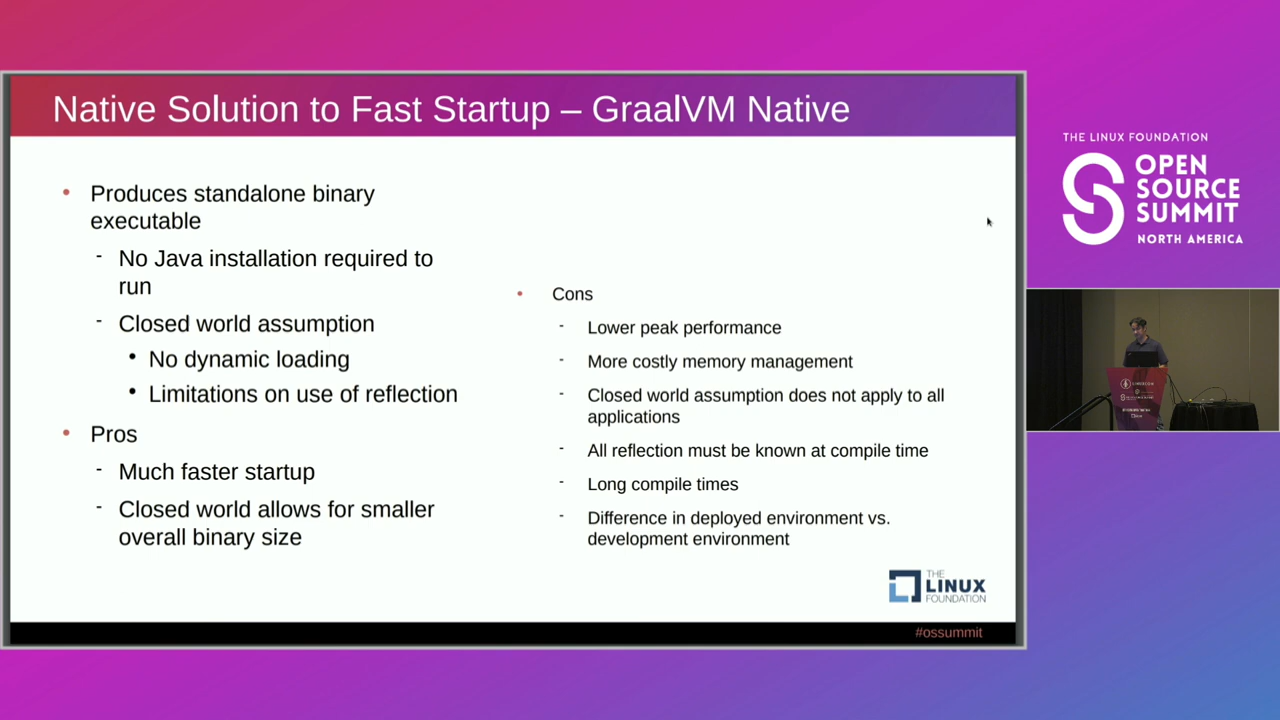 Native Solution to Fast Startup – GraalVM Native
• Produces standalone binary
executable
- No Java installation required to
run
- Closed world assumption
• No dynamic loading
• Limitations on use of reflection
• Pros
- Much faster startup
- Closed world allows for smaller
overall binary size
• Cons
- Lower peak performance
- More costly memory management
- Closed world assumption does not apply to all
applications
- All reflection must be known at compile time
- Long compile times
- Difference in deployed environment vs.
development environment
THE
LINUX
FOUNDATION
#ossummit
THE LINUX FOUNDATION
OPEN
SOURCE
SUMMIT
NORTH AMERICA